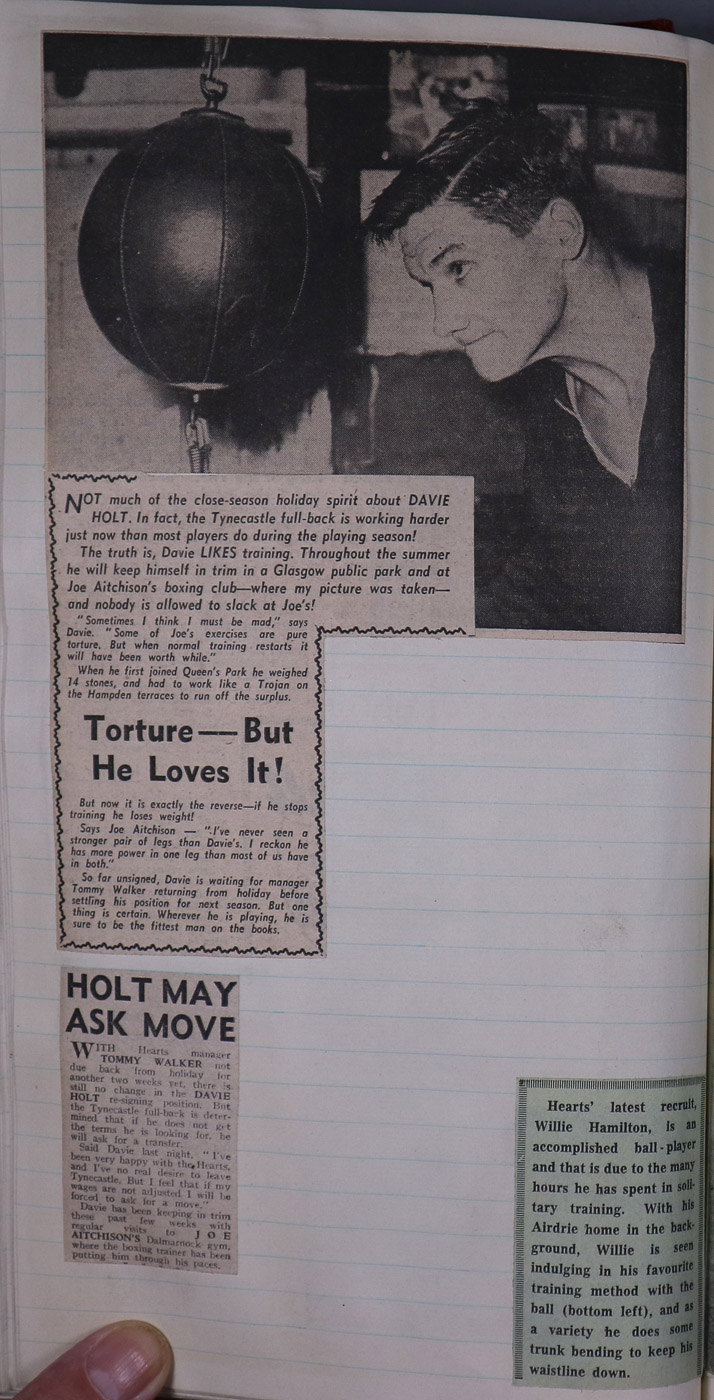 NOT much of the close-season holiday spirit about DAVIE
HOLT. In fact, the Tynecastle full-back is working harder
just now than most players do during the playing season!
The truth is, Davie LIKES training. Throughout the summer
he will keep himself in trim in a Glasgow public park and at
Joe Aitchison's boxing club—where my picture was taken—
and nobody is allowed to slack at Joe's!
"Sometimes I think I must be mad," says
Davie. "Some of Joe's exercises are pure
torture. But when normal training restarts it
will have been worth while."
When he first joined Queen's Park he weighed
14 stones, and had to work like a Trojan on
the Hampden terraces to run off the surplus.
Torture—But
He Loves It!
But now it is exactly the reverse—if he stops
training he loses weight!
Says Joe Aitchison — "I've never seen a
stronger pair of legs than Davie's. I reckon he
has more power in one leg than most of us have
in both."
So far unsigned, Davie is waiting for manager
Tommy Walker returning from holiday before
settling his position for next season. But one
thing is certain. Wherever he is playing, he is
sure to be the fittest man on the books.
HOLT MAY
ASK MOVE
WITH Hearts manager
TOMMY WALKER not
due back from holiday for
another two weeks yet, there is
still no change in the DAVIE
HOLT re-signing position. But
the Tynecastle full-back is deter-
mined that if he does not get
the terms he is looking for, he
will ask for a transfer.
Said Davie last night, "I've
been very happy with the Hearts,
and I've no real desire to leave
Tynecastle. But I feel that if my
wages are not adjusted I will be
forced to ask for a move."
Davie has been keeping in trim
these past few weeks with
regular visits to JOE
AITCHISON'S Dalmarnock gym,
where the boxing trainer has been
putting him through his paces.
Hearts' latest recruit,
Willie Hamilton, is an
accomplished ball-player
and that is due to the many
hours he has spent in soli-
tary training. With his
Airdrie home in the back-
ground, Willie is seen
indulging in his favourite
training method with the
ball (bottom left), and as
a variety he does some
trunk bending to keep his
waistline down.